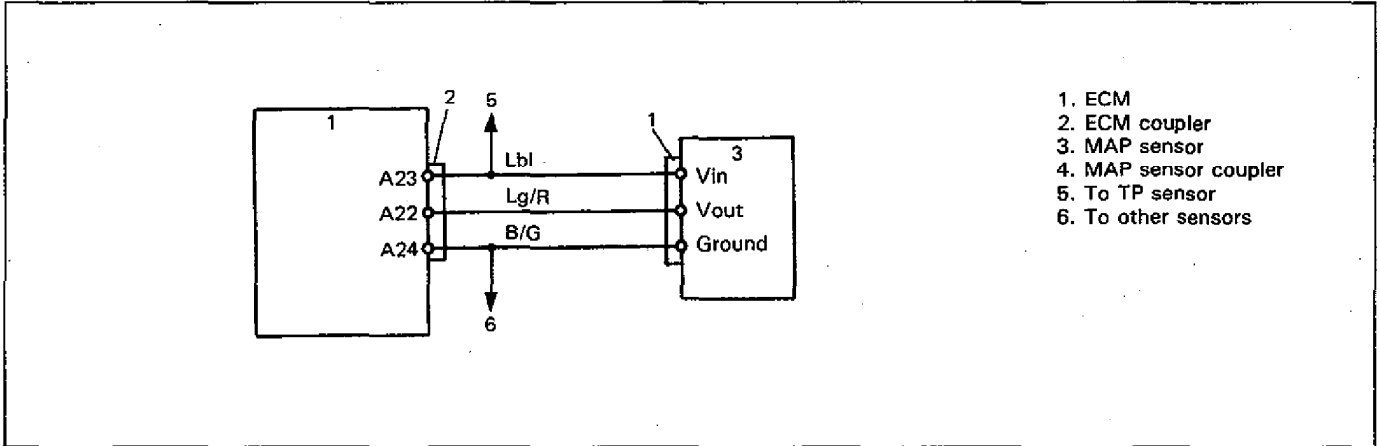 1
2
5
1
3
A23
Lbl
Vin
A22
Lg/R
Vout
A24
B/G
Ground
6
1. ECM
2. ECM coupler
3. MAP sensor
4. MAP sensor coupler
5. To TP sensor
6. To other sensors